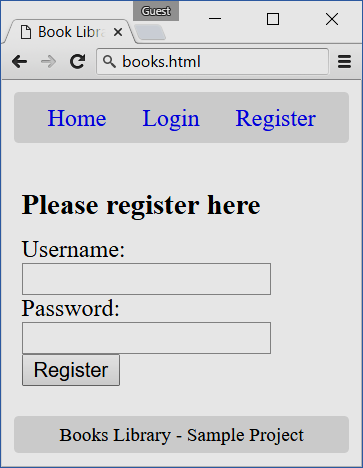 Guest
Book Libra
books.html
Home Login Register
Please register here
Username:
Password:
Register
Books Library - Sample Project